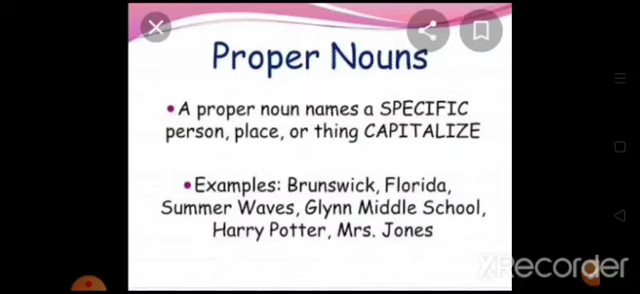 Proper Nouns
•A proper noun names a SPECIFIC
person, place, or thing CAPITALIZE
•Examples: Brunswick, Florida,
Summer Waves, Glynn Middle School,
Harry Potter, Mrs. Jones
XRecorder